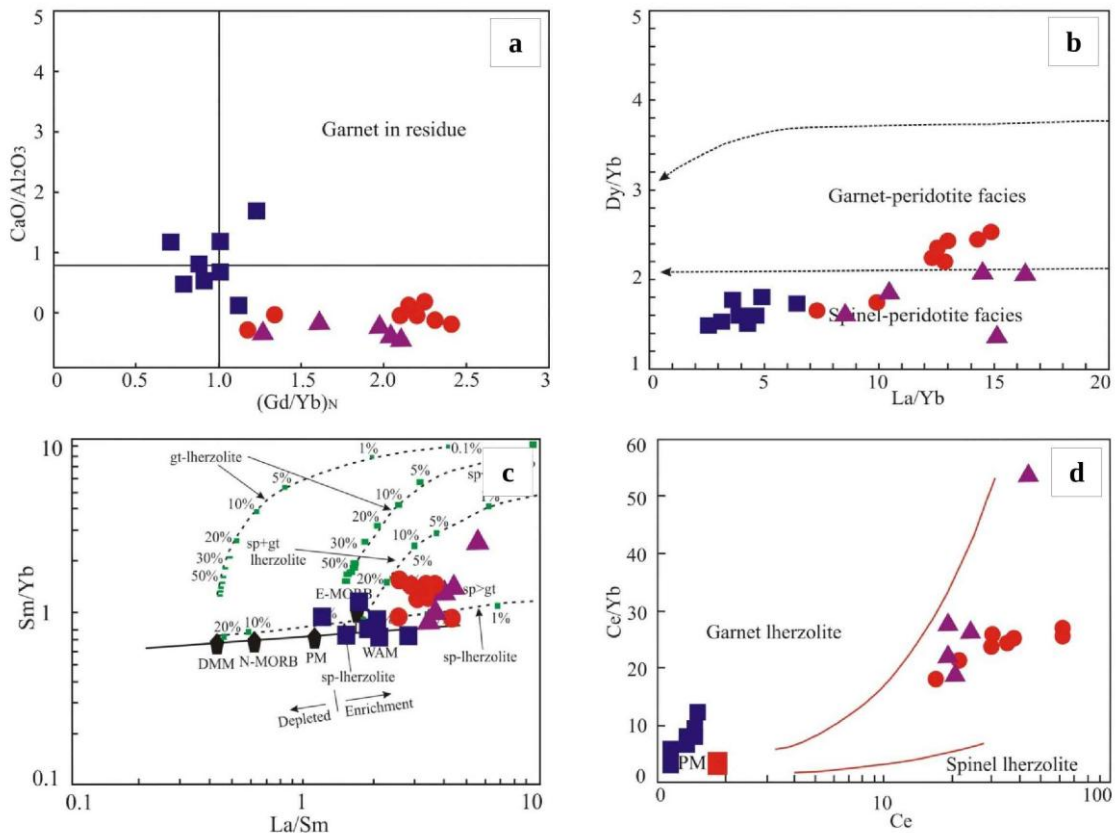 a
5
4
3
2
1
0
CaO/Al2O3
Garnet in residue
0
0.5
1.0
1.5
2.0
2.5
3
(Gd/Yb)N
b
5
4
3
2
1
Dy/Yb
Garnet-peridotite facies
Spinel-peridotite facies
0
5
10
15
20
La/Yb
c
10
1
0.1
Sm/Yb
gt-lherzolite
1%
0.1%
5%
10%
20%
30%
50%
sp-
5%
10%
20%
30%
50%
sp+gt
lherzolite
1%
5%
10%
5%
20%
sp>gt
E-MORB
1%
20%
10%
DMM
N-MORB
PM
WAM
sp-lherzolite
sp-lherzolite
Depleted
Enrichment
0.1
1
10
La/Sm
d
60
50
40
30
20
10
0
Ce/Yb
Garnet lherzolite
PM
Spinel lherzolite
0
10
100
Ce